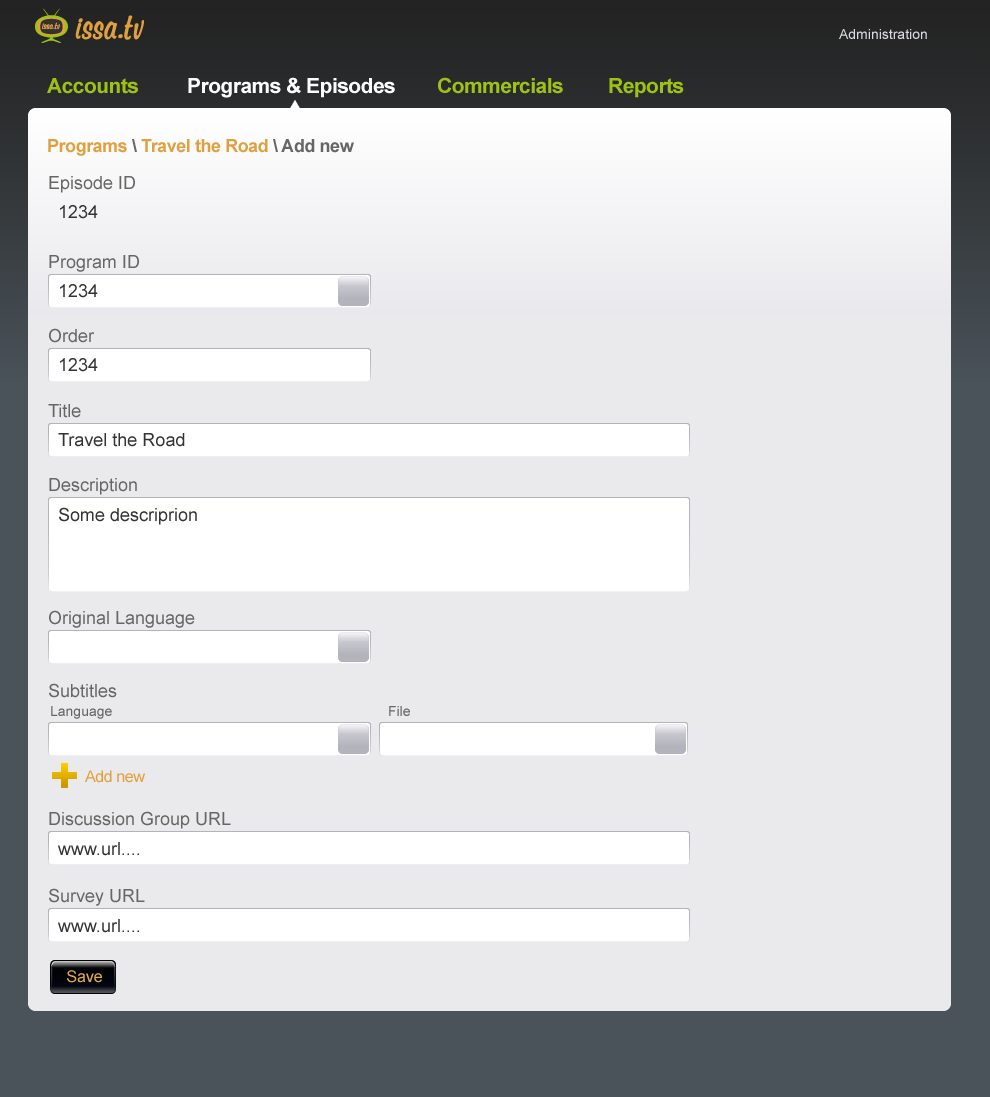 issa.tv issa.tv
Administration
Accounts Programs & Episodes Commercials Reports
Programs \ Travel the Road \ Add new
Episode ID
1234
Program ID
1234
Order
1234
Title
Travel the Road
Description
Some descriprion
Original Language
Subtitles
Language File
Add new
Discussion Group URL
www.url....
Survey URL
www.url....
Save